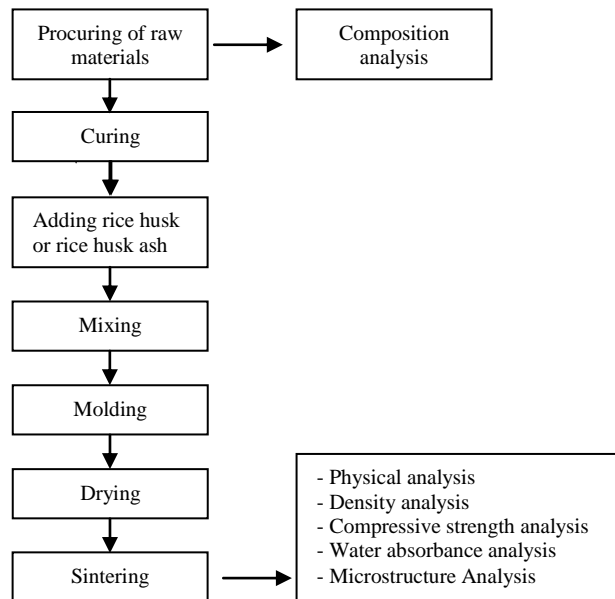 Procuring of raw
materials
Composition
analysis
Curing
Adding rice husk
or rice husk ash
Mixing
Molding
Drying
Sintering
- Physical analysis
- Density analysis
- Compressive strength analysis
- Water absorbance analysis
- Microstructure Analysis